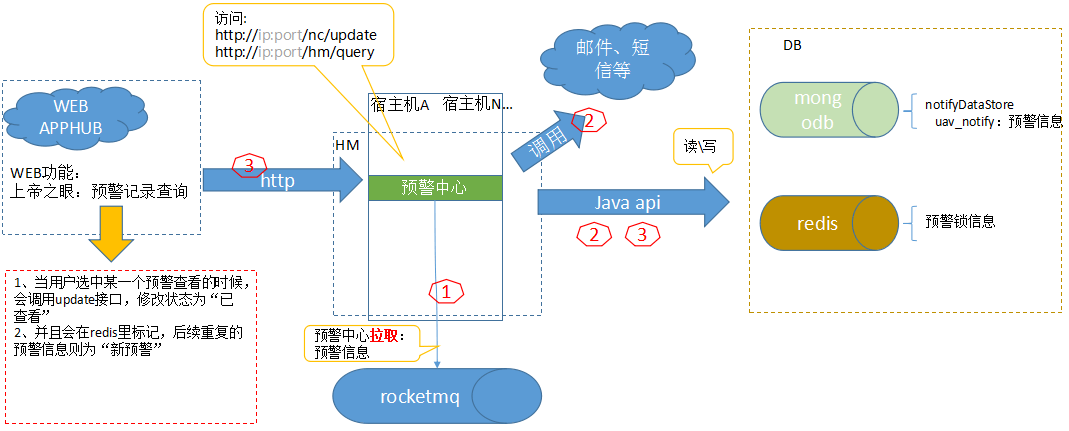 访问:
http://ip:port/nc/update
http://ip:port/hm/query
WEB
APPHUB
WEB功能:
上帝之眼: 预警记录查询
3
http
1、当用户选中某一个预警查看的时候,
会调用update接口, 修改状态为“已
查看”
2、并且会在redis里标记, 后续重复的
预警信息则为“新预警”
宿主机A 宿主机N...
HM
预警中心
1
预警中心拉取:
预警信息
rocketmq
邮件、短
信等
2
调用
Java api
2 3
读\写
DB
mong
odb
notifyDataStore
uav_notify: 预警信息
redis
预警锁信息